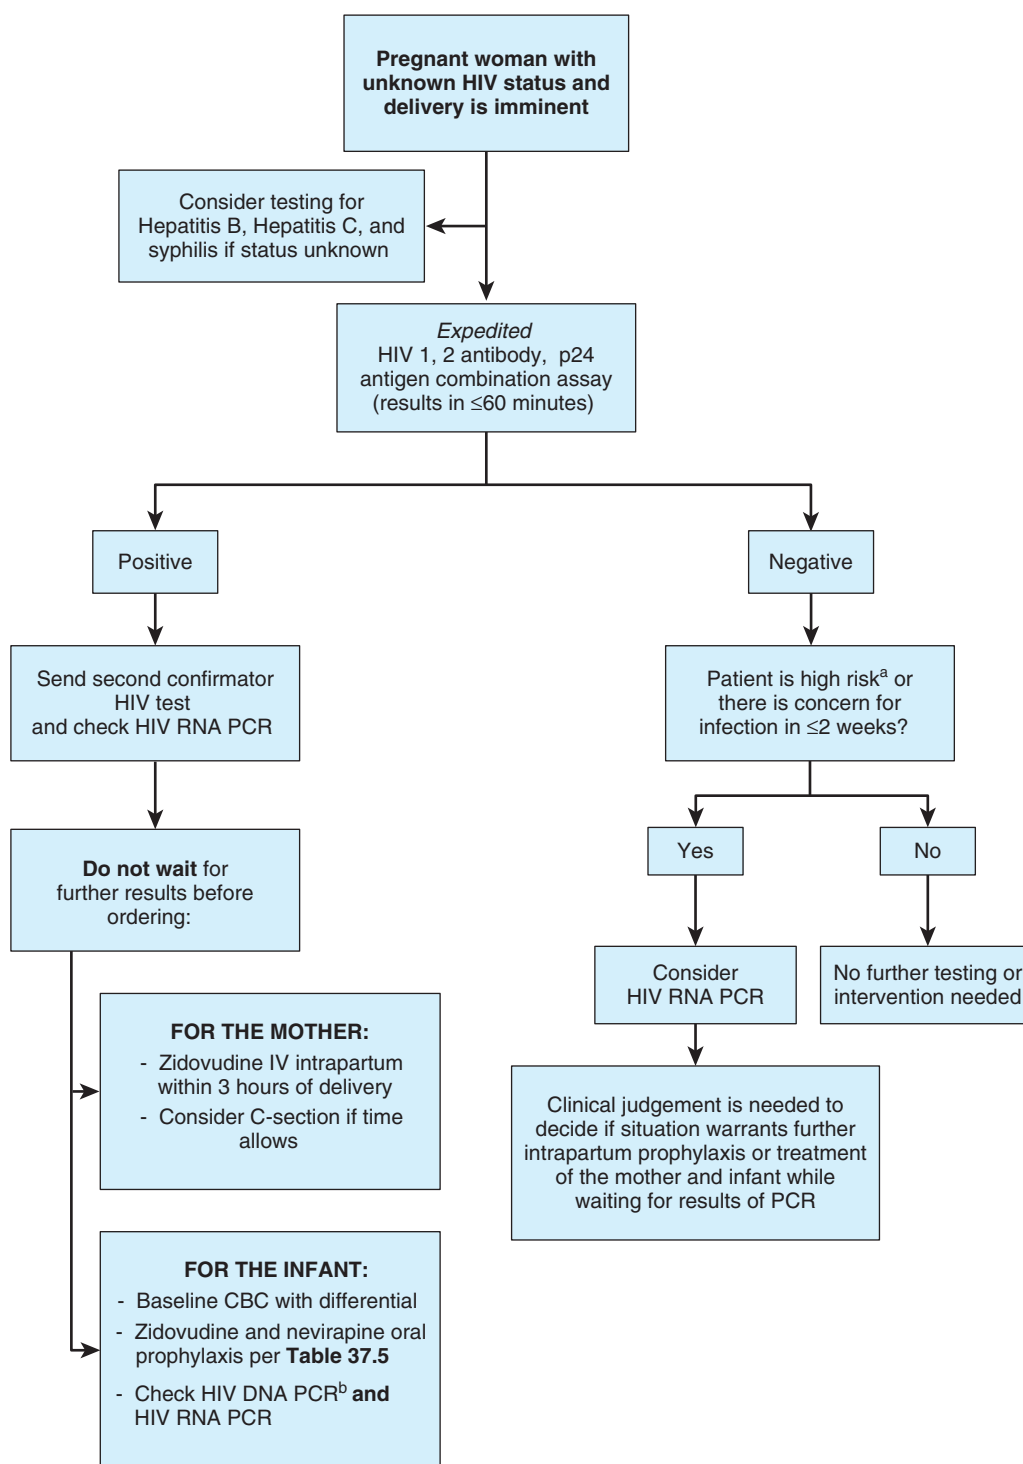 Pregnant woman with
unknown HIV status and
delivery is imminent
Consider testing for
Hepatitis B, Hepatitis C, and
syphilis if status unknown
Expedited
HIV 1, 2 antibody, p24
antigen combination assay
(results in ≤60 minutes)
Positive
Negative
Send second confirmator
HIV test
and check HIV RNA PCR
Patient is high riskᵃ or
there is concern for
infection in ≤2 weeks?
Do not wait for
further results before
ordering:
Yes
No
Consider
HIV RNA PCR
No further testing or
intervention needed
FOR THE MOTHER:
- Zidovudine IV intrapartum
within 3 hours of delivery
- Consider C-section if time
allows
Clinical judgement is needed to
decide if situation warrants further
intrapartum prophylaxis or treatment
of the mother and infant while
waiting for results of PCR
FOR THE INFANT:
- Baseline CBC with differential
- Zidovudine and nevirapine oral
prophylaxis per Table 37.5
- Check HIV DNA PCRᵇ and
HIV RNA PCR